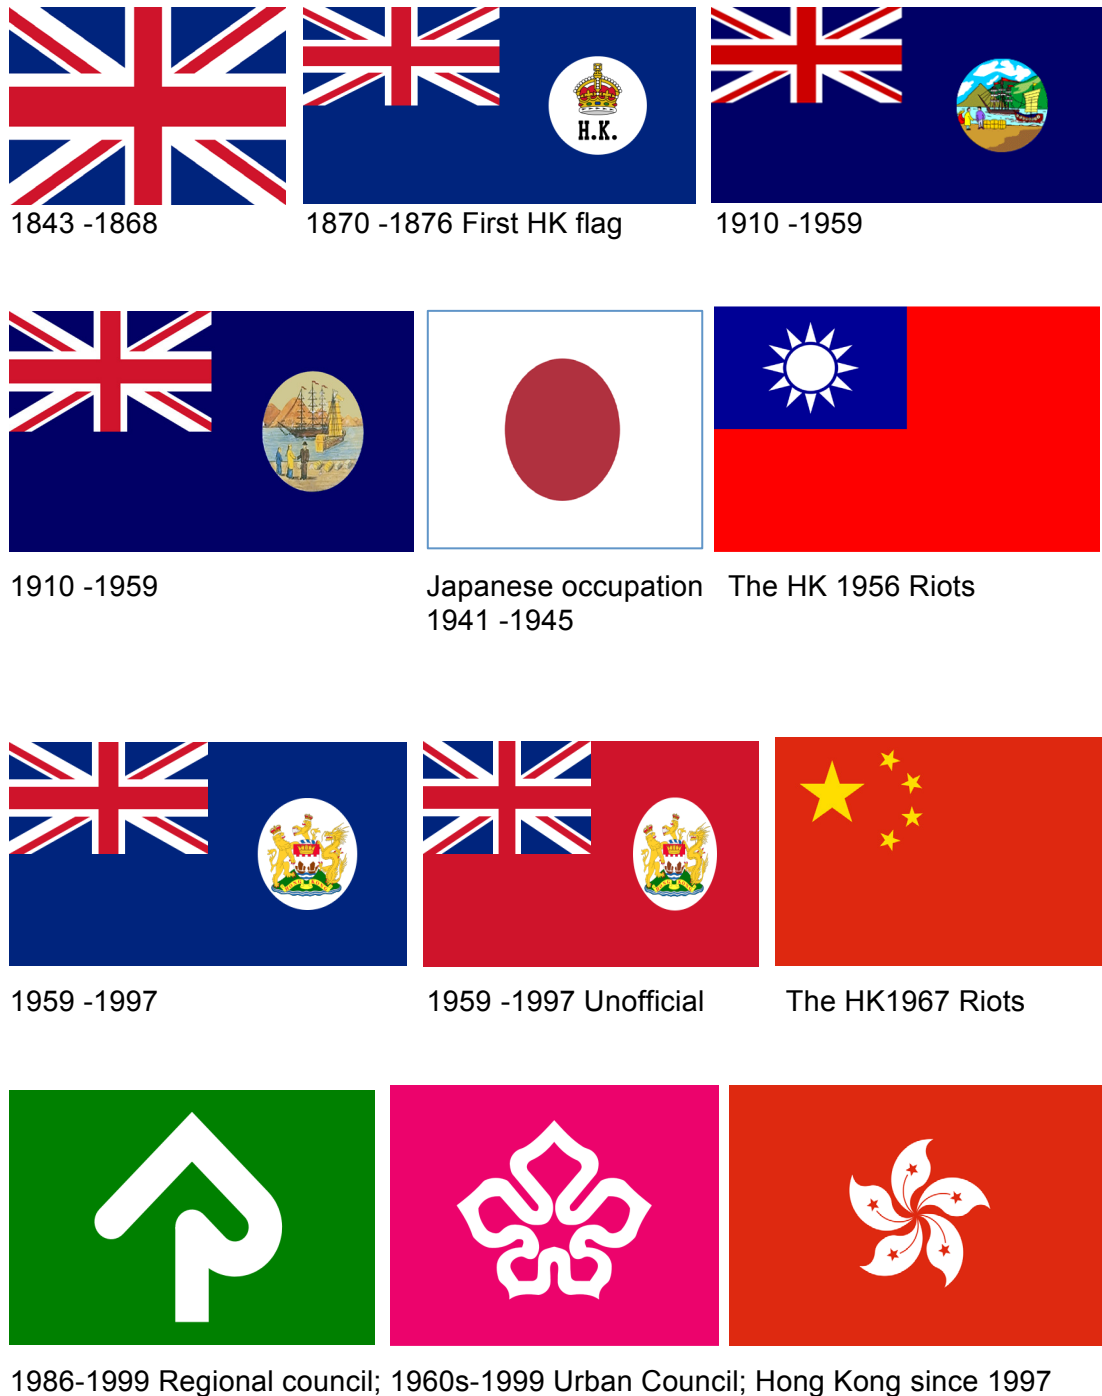 H.K.
1843 -1868
1870 -1876 First HK flag
1910 -1959
1910 -1959
Japanese occupation
1941 -1945
The HK 1956 Riots
1959 -1997
1959 -1997 Unofficial
The HK1967 Riots
1986-1999 Regional council; 1960s-1999 Urban Council; Hong Kong since 1997